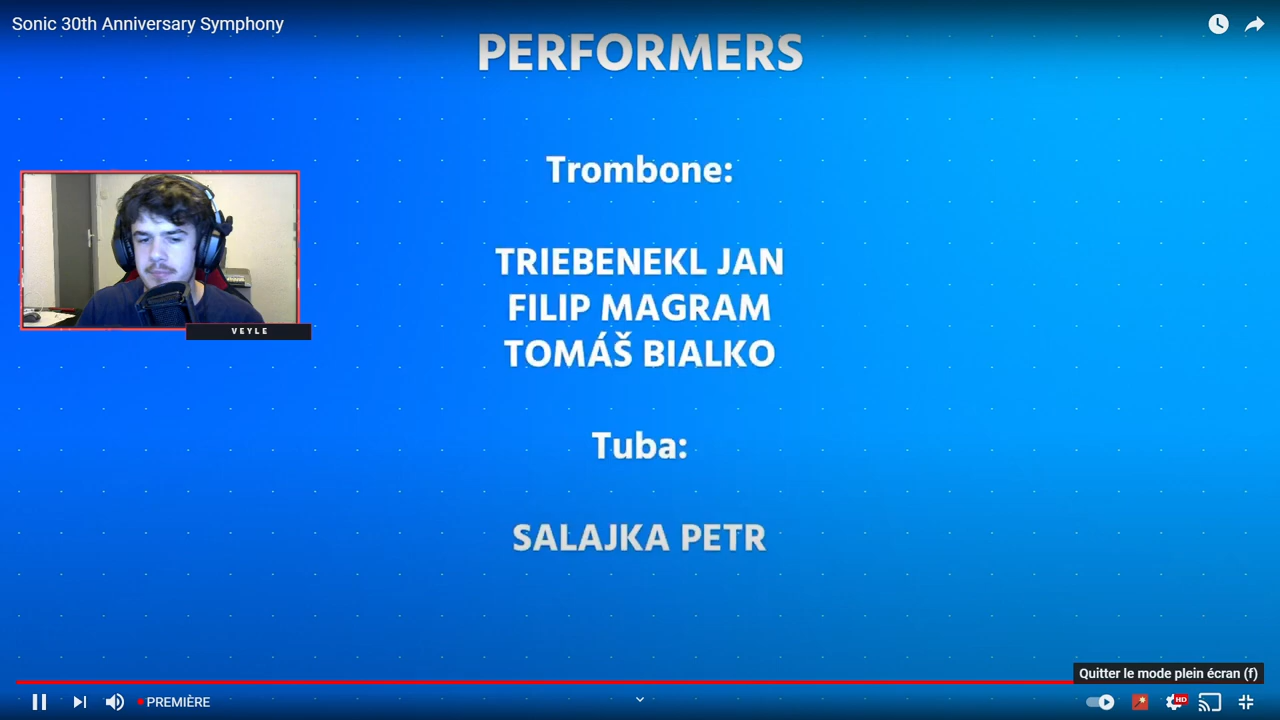 Sonic 30th Anniversary Symphony
PERFORMERS
Trombone:
TRIEBENEKL JAN
FILIP MAGRAM
TOMÁŠ BIALKO
VEYLE
Tuba:
SALAJKA PETR
Quitter le mode plein écran (f)
PREMIÈRE
HD